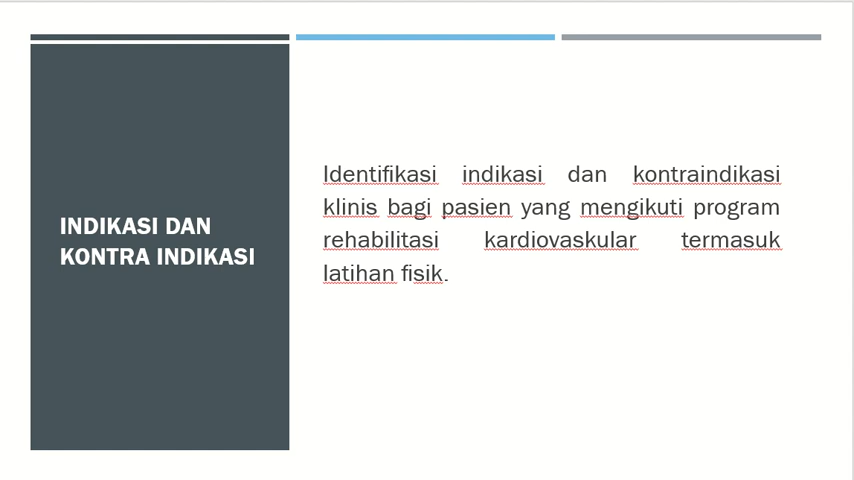 INDIKASI DAN
KONTRA INDIKASI
Identifikasi indikasi dan kontraindikasi
klinis bagi pasien yang mengikuti program
rehabilitasi kardiovaskular termasuk
latihan fisik.